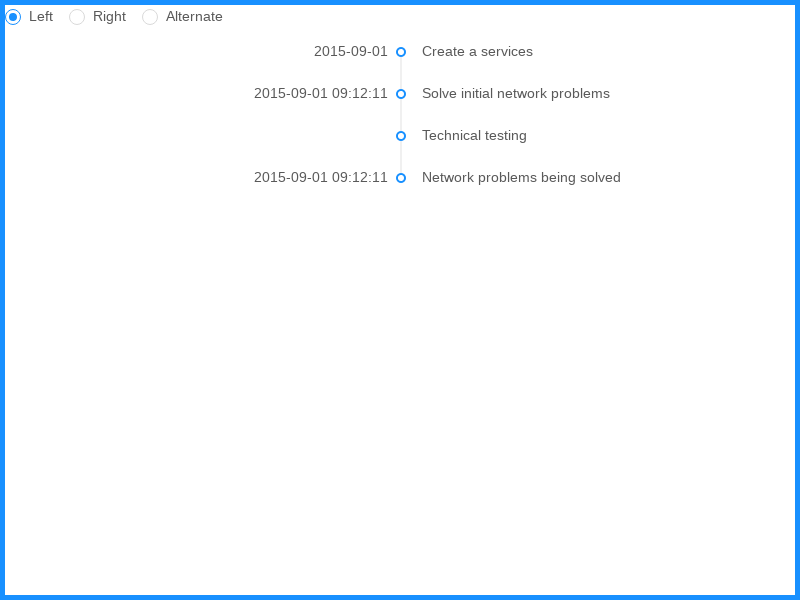 Left Right Alternate
2015-09-01 Create a services
2015-09-01 09:12:11 Solve initial network problems
Technical testing
2015-09-01 09:12:11 Network problems being solved